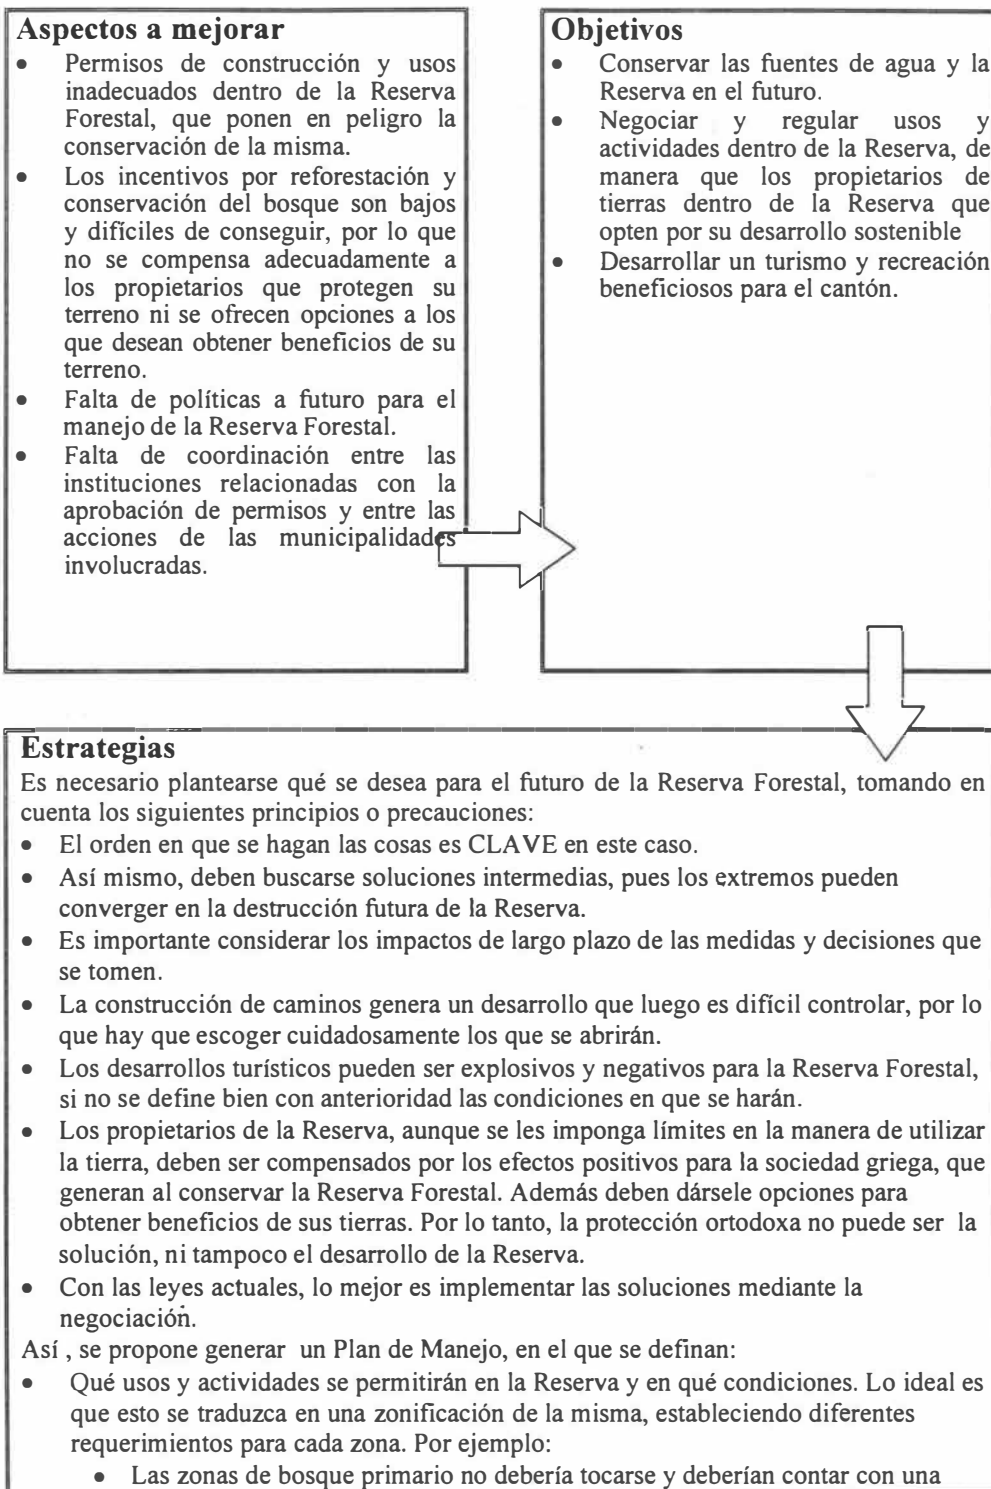 Aspectos a mejorar
• Permisos de construcción y usos
inadecuados dentro de la Reserva
Forestal, que ponen en peligro la
conservación de la misma.
• Los incentivos por reforestación y
conservación del bosque son bajos
y difíciles de conseguir, por lo que
no se compensa adecuadamente a
los propietarios que protegen su
terreno ni se ofrecen opciones a los
que desean obtener beneficios de su
terreno.
• Falta de políticas a futuro para el
manejo de la Reserva Forestal.
• Falta de coordinación entre las
instituciones relacionadas con la
aprobación de permisos y entre las
acciones de las municipalidades
involucradas.
Objetivos
• Conservar las fuentes de agua y la
Reserva en el futuro.
• Negociar y regular usos y
actividades dentro de la Reserva, de
manera que los propietarios de
tierras dentro de la Reserva que
opten por su desarrollo sostenible
• Desarrollar un turismo y recreación
beneficiosos para el cantón.
Estrategias
Es necesario plantearse qué se desea para el futuro de la Reserva Forestal, tomando en
cuenta los siguientes principios o precauciones:
• El orden en que se hagan las cosas es CLAVE en este caso.
• Así mismo, deben buscarse soluciones intermedias, pues los extremos pueden
converger en la destrucción futura de la Reserva.
• Es importante considerar los impactos de largo plazo de las medidas y decisiones que
se tomen.
• La construcción de caminos genera un desarrollo que luego es difícil controlar, por lo
que hay que escoger cuidadosamente los que se abrirán.
• Los desarrollos turísticos pueden ser explosivos y negativos para la Reserva Forestal,
si no se define bien con anterioridad las condiciones en que se harán.
• Los propietarios de la Reserva, aunque se les imponga límites en la manera de utilizar
la tierra, deben ser compensados por los efectos positivos para la sociedad griega, que
generan al conservar la Reserva Forestal. Además deben dársele opciones para
obtener beneficios de sus tierras. Por lo tanto, la protección ortodoxa no puede ser la
solución, ni tampoco el desarrollo de la Reserva.
• Con las leyes actuales, lo mejor es implementar las soluciones mediante la
negociación.
Así , se propone generar un Plan de Manejo, en el que se definan:
• Qué usos y actividades se permitirán en la Reserva y en qué condiciones. Lo ideal es
que esto se traduzca en una zonificación de la misma, estableciendo diferentes
requerimientos para cada zona. Por ejemplo:
• Las zonas de bosque primario no debería tocarse y deberían contar con una